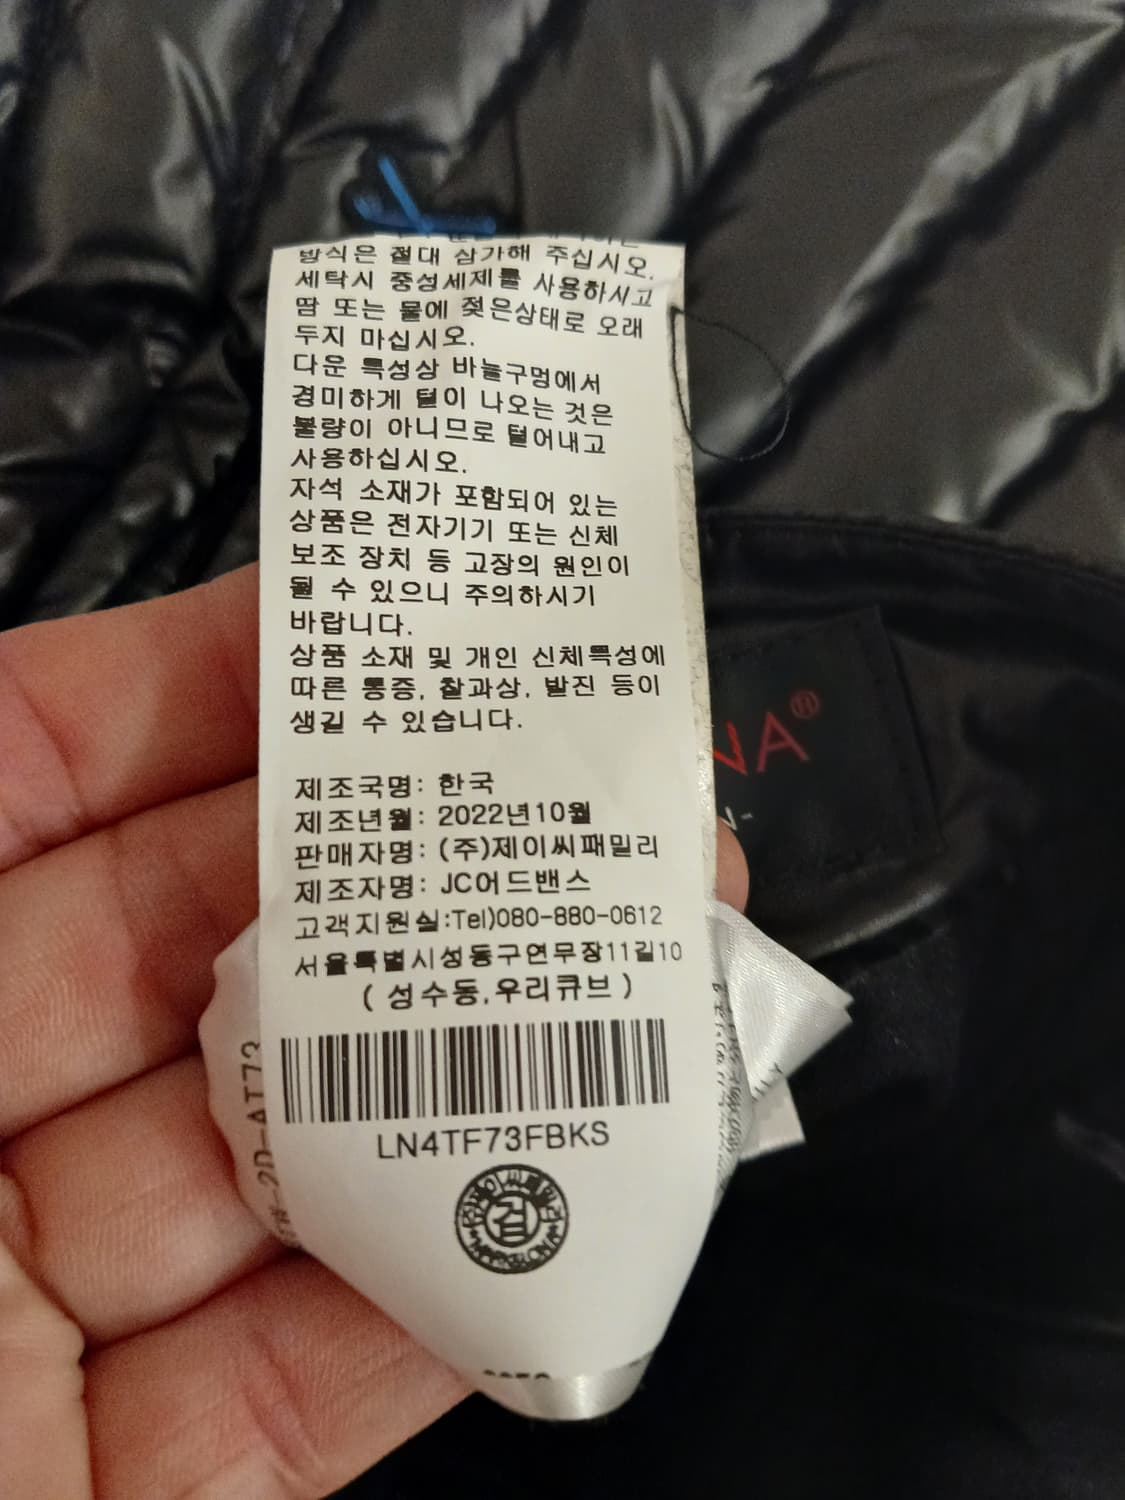 방식은 절대 삼가해 주십시오.
세탁시 중성세제를 사용하시고
땀 또는 물에 젖은상태로 오래
두지 마십시오.
다운 특성상 바늘구멍에서
경미하게 털이 나오는 것은
불량이 아니므로 털어내고
사용하십시오.
자석 소재가 포함되어 있는
상품은 전자기기 또는 신체
보조 장치 등 고장의 원인이
될 수 있으니 주의하시기
바랍니다.
상품 소재 및 개인 신체특성에
따른 통증, 찰과상, 발진 등이
생길 수 있습니다.
제조국명: 한국
제조년월: 2022년10월
판매자명: (주)제이씨패밀리
제조자명: JC어드밴스
고객지원실:Tel)080-880-0612
서울특별시성동구연무장11길10
( 성수동,우리큐브 )
LN4TF73FBKS
검
VA®